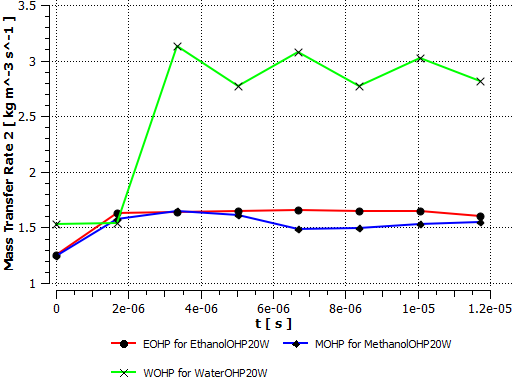 3.5
3
2.5
2
1.5
1
Mass Transfer Rate 2 [ kg m^-3 s^-1 ]
0 2e-06 4e-06 6e-06 8e-06 1e-05 1.2e-05
t [ s ]
EOHP for EthanolOHP20W MOHP for MethanolOHP20W
WOHP for WaterOHP20W